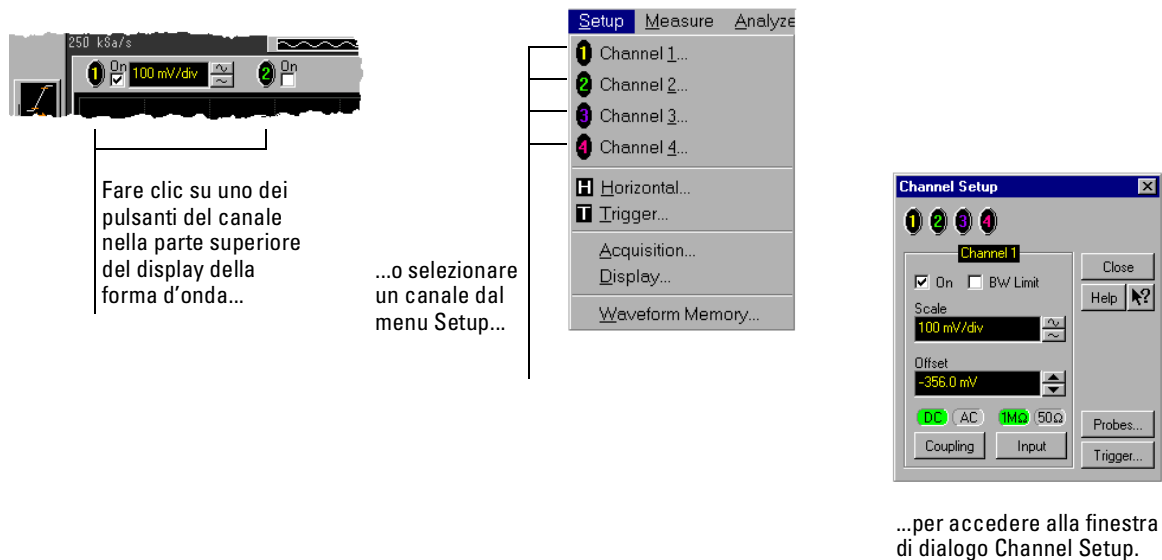 250 kSa/s
1 On 100 mV/div 2 On
Fare clic su uno dei
pulsanti del canale
nella parte superiore
del display della
forma d'onda...
...o selezionare
un canale dal
menu Setup...
Setup Measure Analyze
1 Channel 1...
2 Channel 2...
3 Channel 3...
4 Channel 4...
H Horizontal...
T Trigger...
Acquisition...
Display...
Waveform Memory...
Channel Setup
1 2 3 4
Channel 1
On BW Limit
Scale
100 mV/div
Offset
-356.0 mV
DC AC 1MΩ 50Ω
Coupling Input
Close
Help ?
Probes...
Trigger...
...per accedere alla finestra
di dialogo Channel Setup.